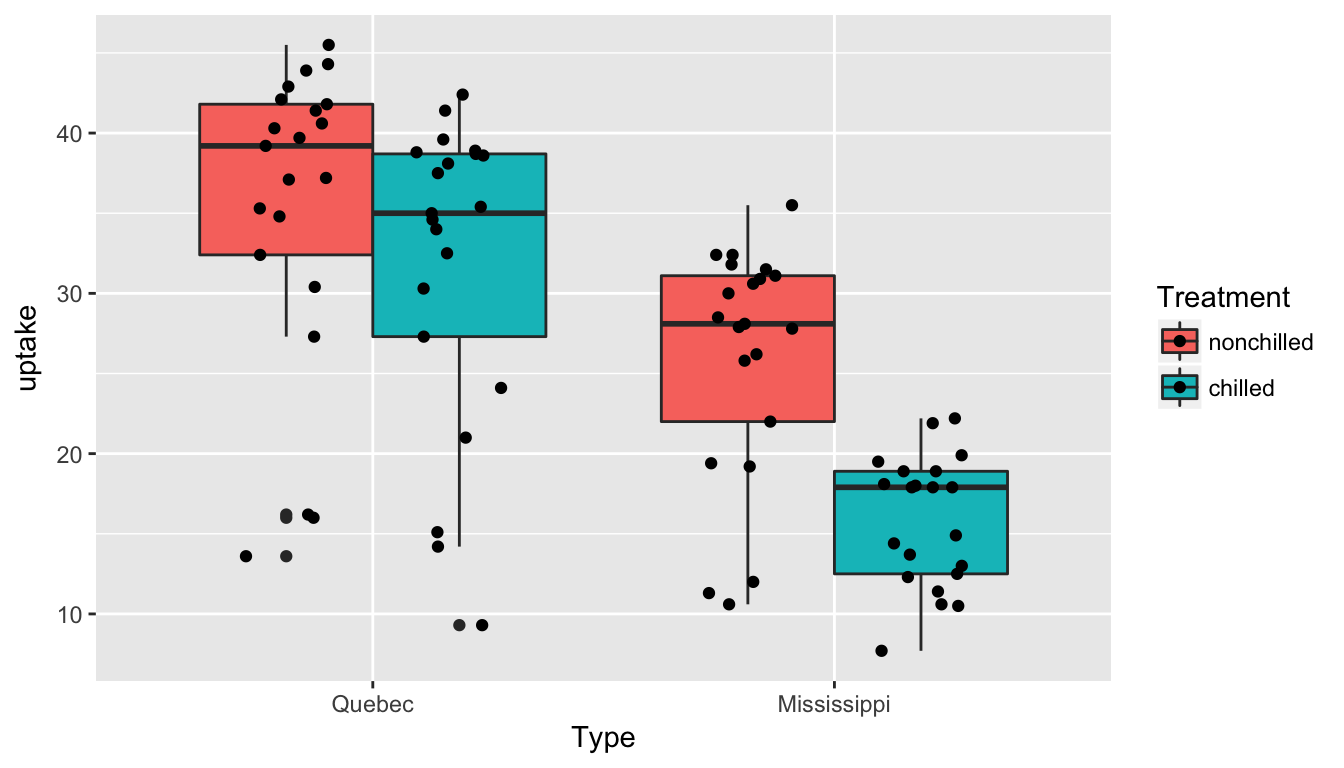 40
30
20
10
uptake
Quebec
Mississippi
Type
Treatment
nonchilled
chilled